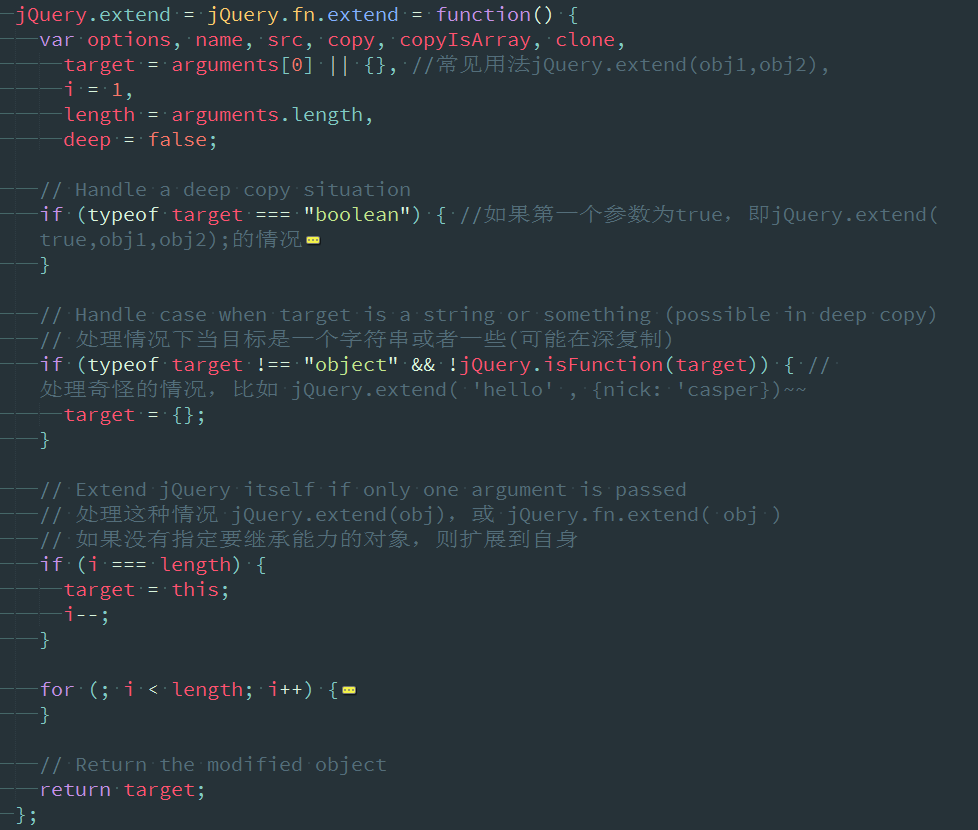 jQuery.extend = jQuery.fn.extend = function() {
var options, name, src, copy, copyIsArray, clone,
target = arguments[0] || {}, //常见用法jQuery.extend(obj1,obj2),
i = 1,
length = arguments.length,
deep = false;
// Handle a deep copy situation
if (typeof target === "boolean") { //如果第一个参数为true，即jQuery.extend(
true,obj1,obj2);的情况
}
// Handle case when target is a string or something (possible in deep copy)
// 处理情况下当目标是一个字符串或者一些(可能在深复制)
if (typeof target !== "object" && !jQuery.isFunction(target)) { //
处理奇怪的情况，比如 jQuery.extend( 'hello' , {nick: 'casper})~~
target = {};
}
// Extend jQuery itself if only one argument is passed
// 处理这种情况 jQuery.extend(obj)，或 jQuery.fn.extend( obj )
// 如果没有指定要继承能力的对象，则扩展到自身
if (i === length) {
target = this;
i--;
}
for (; i < length; i++) {
}
// Return the modified object
return target;
};